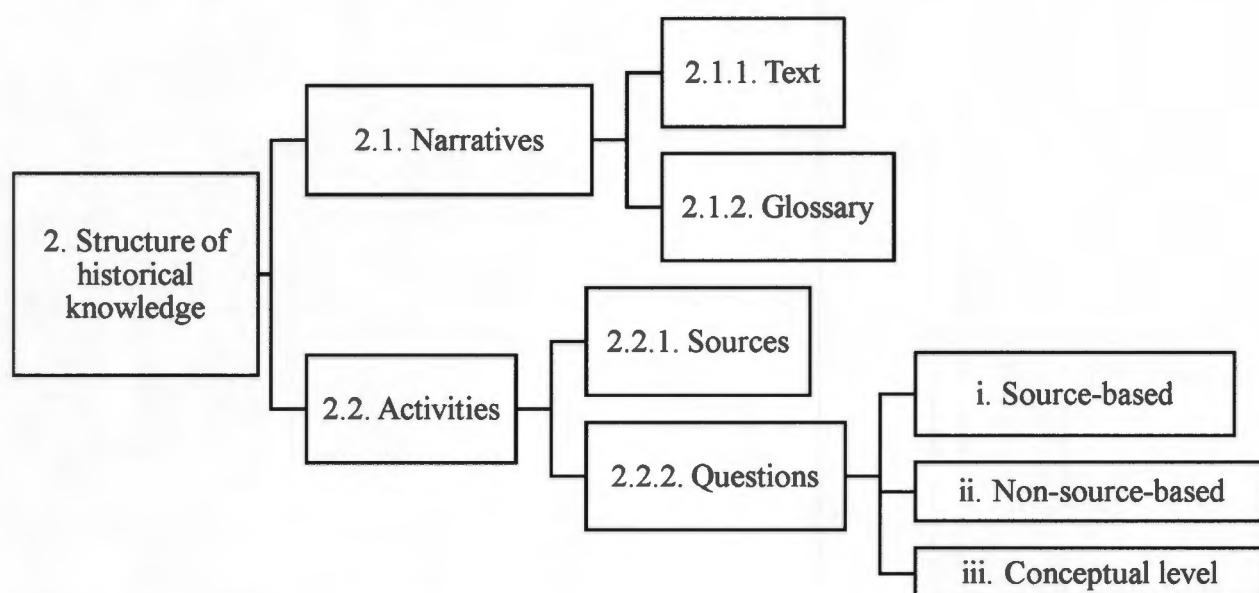 2. Structure of
historical
knowledge
2.1. Narratives
2.1.1. Text
2.1.2. Glossary
2.2. Activities
2.2.1. Sources
2.2.2. Questions
i. Source-based
ii. Non-source-based
iii. Conceptual level